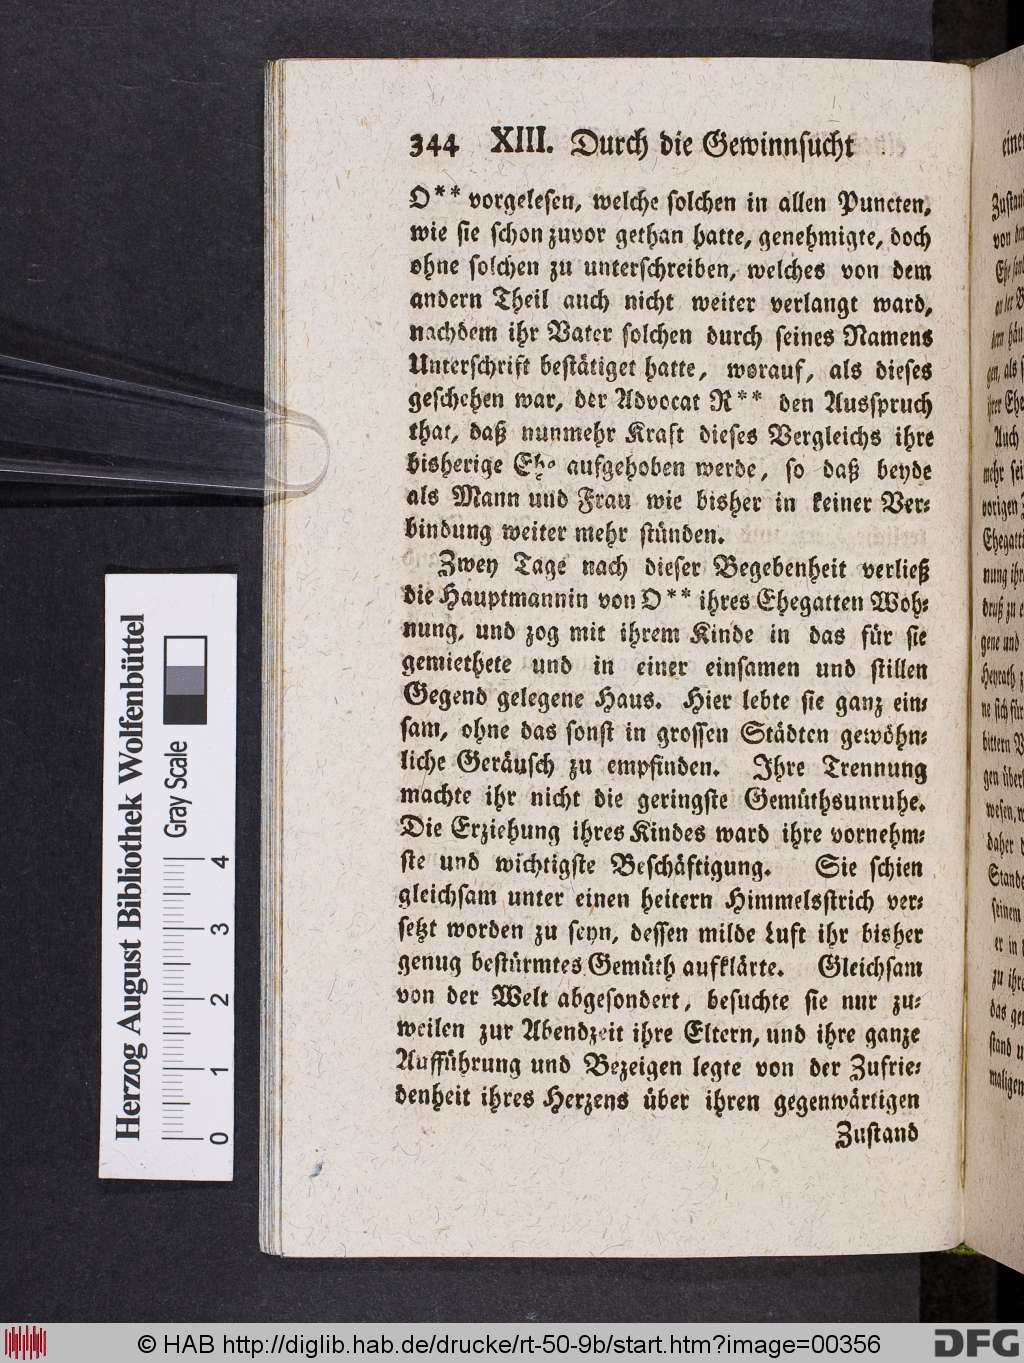 344 XIII. Durch die Gewinnsucht
O** vorgelesen, welche solchen in allen Puncten,
wie sie schon zuvor gethan hatte, genehmigte, doch
ohne solchen zu unterschreiben, welches von dem
andern Theil auch nicht weiter verlangt ward,
nachdem ihr Vater solchen durch seines Namens
Unterschrift bestätiget hatte, worauf, als dieses
geschehen war, der Advocat R** den Ausspruch
that, daß nunmehr Kraft dieses Vergleichs ihre
bisherige Ehe aufgehoben werde, so daß beyde
als Mann und Frau wie bisher in keiner Ver-
bindung weiter mehr stünden.
Zwey Tage nach dieser Begebenheit verließ
die Hauptmannin von O** ihres Ehegatten Woh-
nung, und zog mit ihrem Kinde in das für sie
gemiethete und in einer einsamen und stillen
Gegend gelegene Haus. Hier lebte sie ganz ein-
sam, ohne das sonst in grossen Städten gewöhn-
liche Geräusch zu empfinden. Ihre Trennung
machte ihr nicht die geringste Gemüthsunruhe.
Die Erziehung ihres Kindes ward ihre vornehm-
ste und wichtigste Beschäftigung. Sie schien
gleichsam unter einen heitern Himmelsstrich ver-
setzt worden zu seyn, dessen milde Luft ihr bisher
genug bestürmtes Gemüth aufklärte. Gleichsam
von der Welt abgesondert, besuchte sie nur zu-
weilen zur Abendzeit ihre Eltern, und ihre ganze
Aufführung und Bezeigen legte von der Zufrie-
denheit ihres Herzens über ihren gegenwärtigen
Zustand
Herzog August Bibliothek Wolfenbüttel
Gray Scale
0 1 2 3 4
© HAB http://diglib.hab.de/drucke/rt-50-9b/start.htm?image=00356
DFG